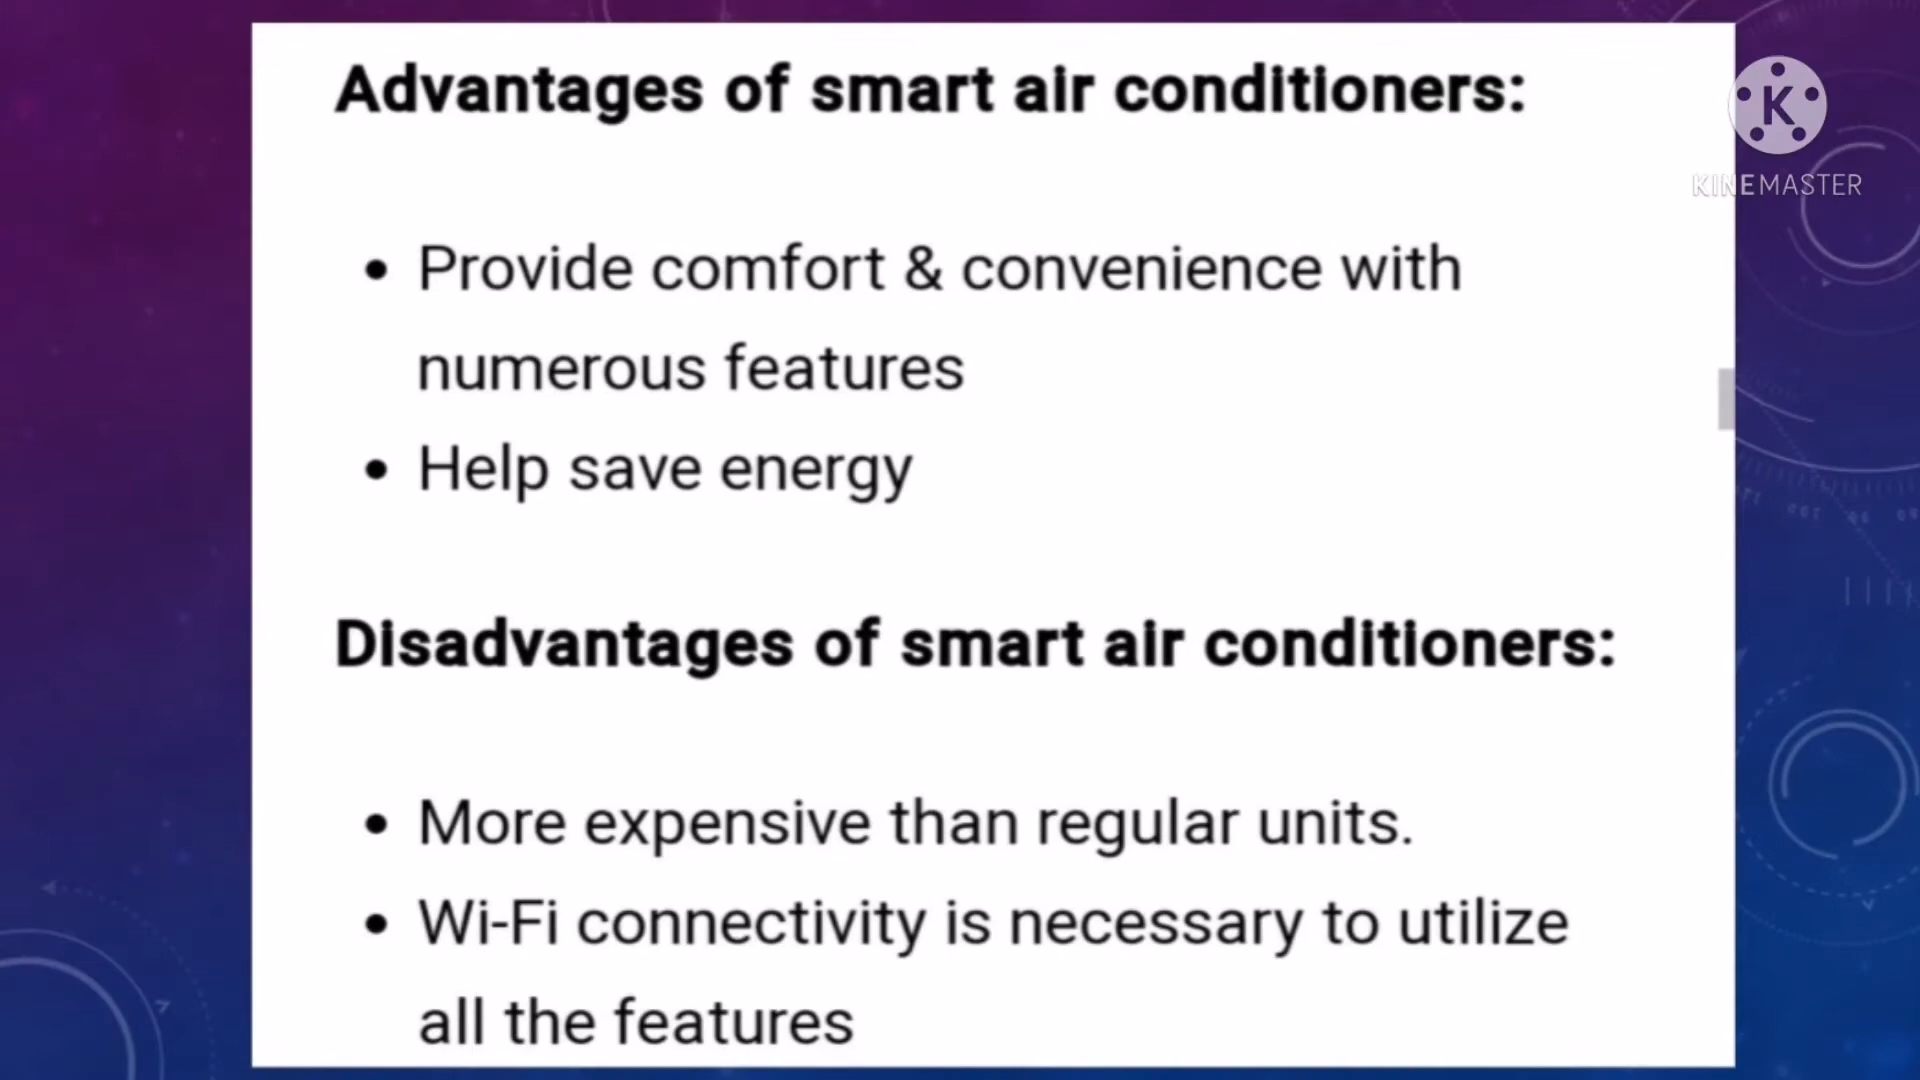 Advantages of smart air conditioners:
K
KINEMASTER
• Provide comfort & convenience with
numerous features
• Help save energy
Disadvantages of smart air conditioners:
• More expensive than regular units.
• Wi-Fi connectivity is necessary to utilize
all the features